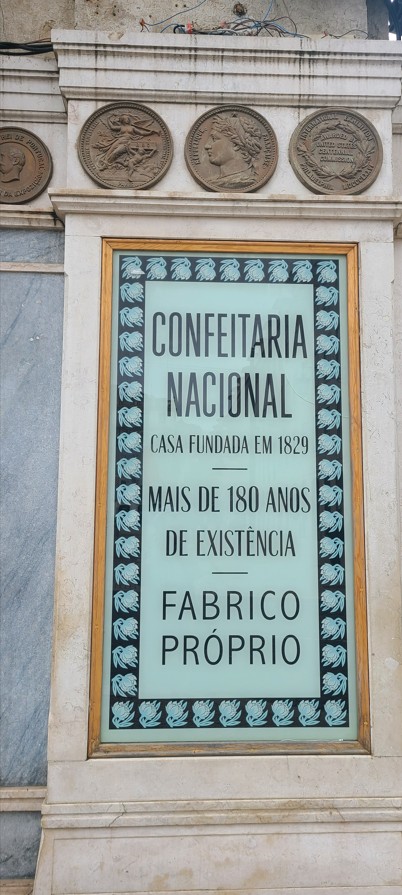 CONFEITARIA
NACIONAL
CASA FUNDADA EM 1829
MAIS DE 180 ANOS
DE EXISTÊNCIA
FABRICO
PRÓPRIO